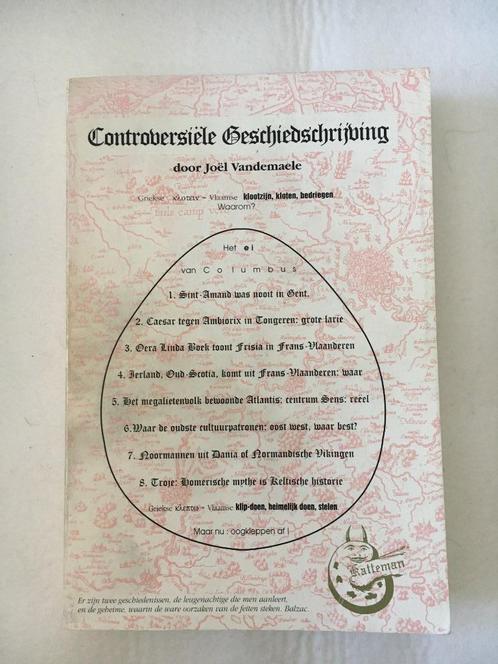 Controversiële Geschiedschrijving
door Joël Vandemaele
Griekse κλοπειν - Vlaamse klootzijn, kloten, bedriegen.
Waarom?
Het ei
van Columbus
1. Sint-Amand was nooit in Gent.
2. Caesar tegen Ambiorix in Tongeren: grote larie
3. Oera Linda Boek toont Frisia in Frans-Vlaanderen
4. Ierland, Oud-Scotia, komt uit Frans-Vlaanderen: waar
5. Het megalietenvolk bewoonde Atlantis; centrum Sens: reëel
6. Waar de oudste cultuurpatronen: oost west, waar best?
7. Noormannen uit Dania of Normandische Vikingen
8. Troje: Homerische mythe is Keltische historie
Griekse κλεπτω - Vlaamse klip-doen, heimelijk doen, stelen.
Maar nu: oogkleppen af !
Katteman
Er zijn twee geschiedenissen, de leugenachtige die men aanleert,
en de geheime, waarin de ware oorzaken van de feiten steken. Balzac.